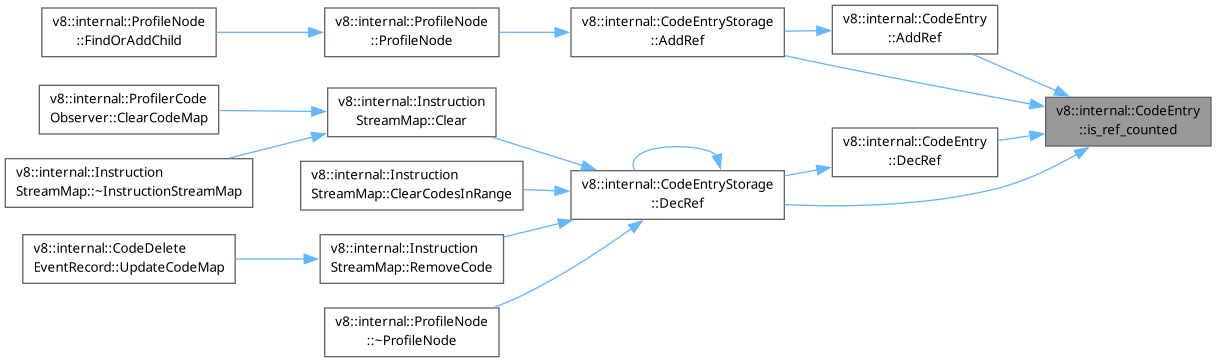 v8::internal::ProfileNode
::FindOrAddChild
v8::internal::ProfileNode
::ProfileNode
v8::internal::CodeEntryStorage
::AddRef
v8::internal::CodeEntry
::AddRef
v8::internal::ProfilerCode
Observer::ClearCodeMap
v8::internal::Instruction
StreamMap::Clear
v8::internal::CodeEntry
::is_ref_counted
v8::internal::Instruction
StreamMap::~InstructionStreamMap
v8::internal::Instruction
StreamMap::ClearCodesInRange
v8::internal::CodeEntryStorage
::DecRef
v8::internal::CodeEntry
::DecRef
v8::internal::CodeDelete
EventRecord::UpdateCodeMap
v8::internal::Instruction
StreamMap::RemoveCode
v8::internal::ProfileNode
::~ProfileNode